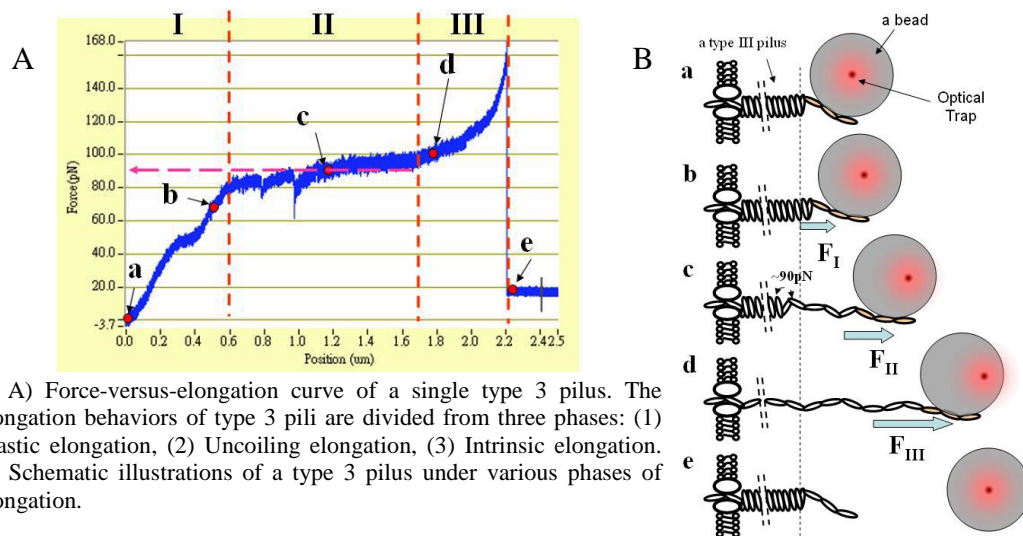 A
I II III
168.0
140.0
120.0
100.0
80.0
60.0
40.0
20.0
-3.7
Force(pN)
a
b
c
d
e
0.0 0.2 0.4 0.6 0.8 1.0 1.2 1.4 1.6 1.8 2.0 2.2 2.42.5
Position (um)
A) Force-versus-elongation curve of a single type 3 pilus. The
ongation behaviors of type 3 pili are divided from three phases: (1)
astic elongation, (2) Uncoiling elongation, (3) Intrinsic elongation.
Schematic illustrations of a type 3 pilus under various phases of
ongation.
B
a bead
a type III pilus
Optical
Trap
a
b
FI
c
~90pN
FII
d
FIII
e